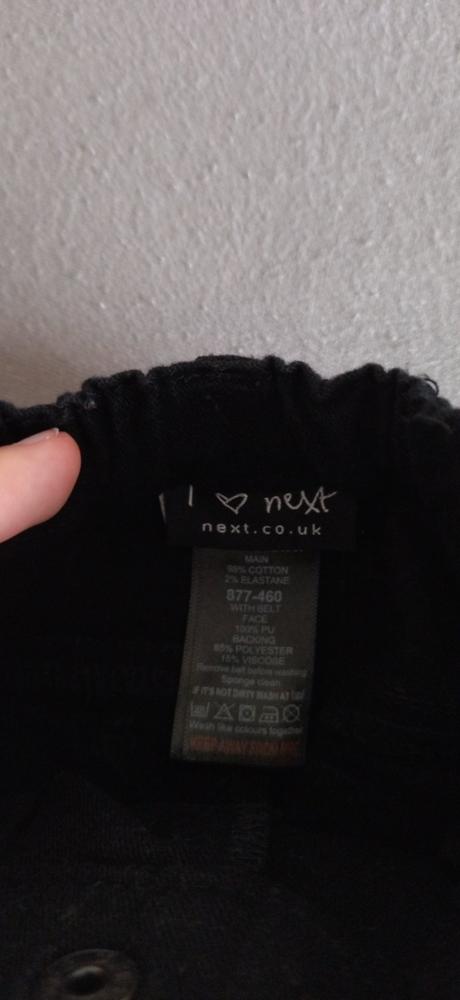 I ♡ next
next.co.uk
MAIN
98% COTTON
2% ELASTANE
877-460
WITH BELT
FACE
100% PU
BACKING
85% POLYESTER
15% VISCOSE
Remove belt before washing
Sponge clean
IF IT'S NOT DIRTY WASH AT
Wash like colours together
KEEP AWAY FROM FIRE